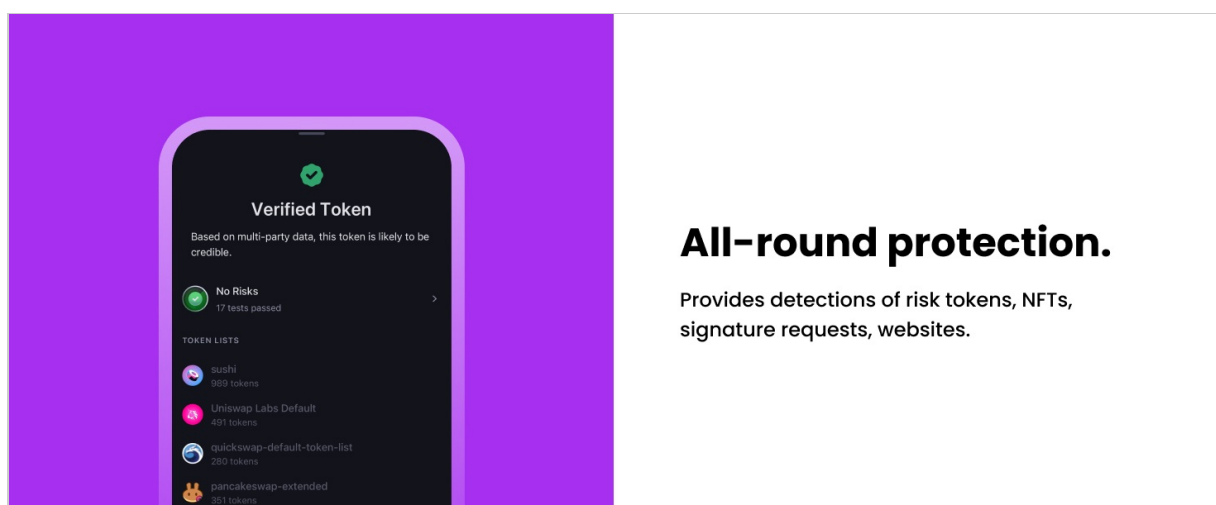 Verified Token
Based on multi-party data, this token is likely to be
credible.
No Risks
17 tests passed
TOKEN LISTS
sushi
989 tokens
Uniswap Labs Default
491 tokens
quickswap-default-token-list
280 tokens
pancakeswap-extended
351 tokens
All-round protection.
Provides detections of risk tokens, NFTs,
signature requests, websites.